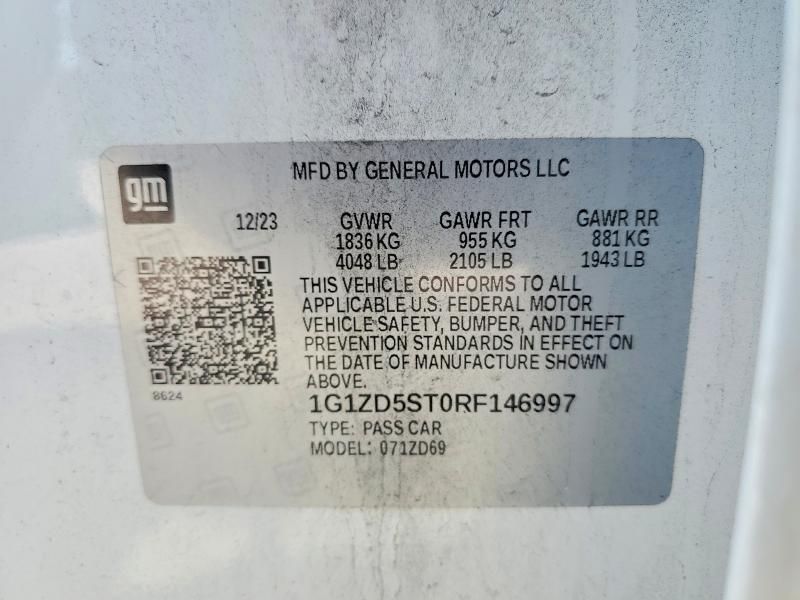 gm
MFD BY GENERAL MOTORS LLC
12/23 GVWR GAWR FRT GAWR RR
1836 KG 955 KG 881 KG
4048 LB 2105 LB 1943 LB
THIS VEHICLE CONFORMS TO ALL
APPLICABLE U.S. FEDERAL MOTOR
VEHICLE SAFETY, BUMPER, AND THEFT
PREVENTION STANDARDS IN EFFECT ON
THE DATE OF MANUFACTURE SHOWN
ABOVE.
8624
1G1ZD5ST0RF146997
TYPE: PASS CAR
MODEL: 071ZD69